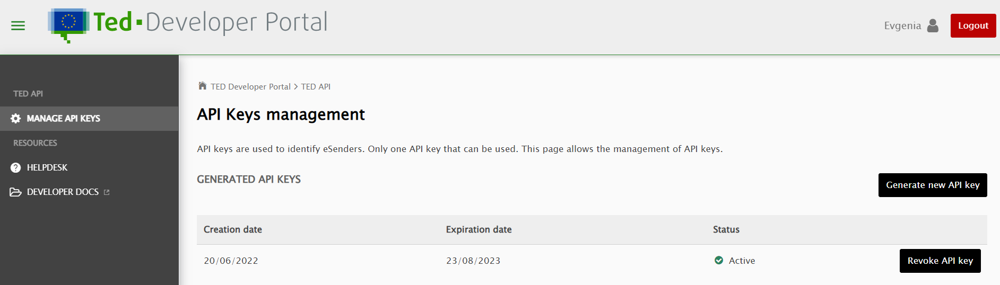 Ted Developer Portal
Evgenia
Logout
TED API
MANAGE API KEYS
RESOURCES
HELPDESK
DEVELOPER DOCS
TED Developer Portal > TED API
API Keys management
API keys are used to identify eSenders. Only one API key that can be used. This page allows the management of API keys.
GENERATED API KEYS
Generate new API key
Creation date Expiration date Status
20/06/2022 23/08/2023 Active Revoke API key